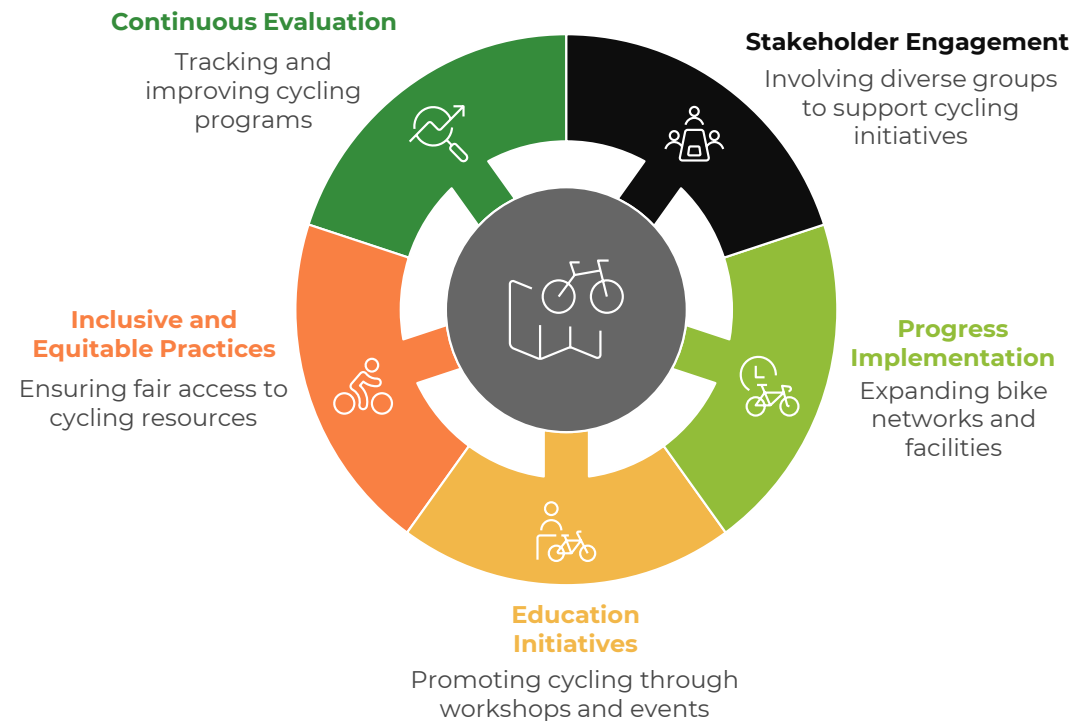 Continuous Evaluation
Tracking and
improving cycling
programs
Stakeholder Engagement
Involving diverse groups
to support cycling
initiatives
Inclusive and
Equitable Practices
Ensuring fair access to
cycling resources
Progress
Implementation
Expanding bike
networks and
facilities
Education
Initiatives
Promoting cycling through
workshops and events